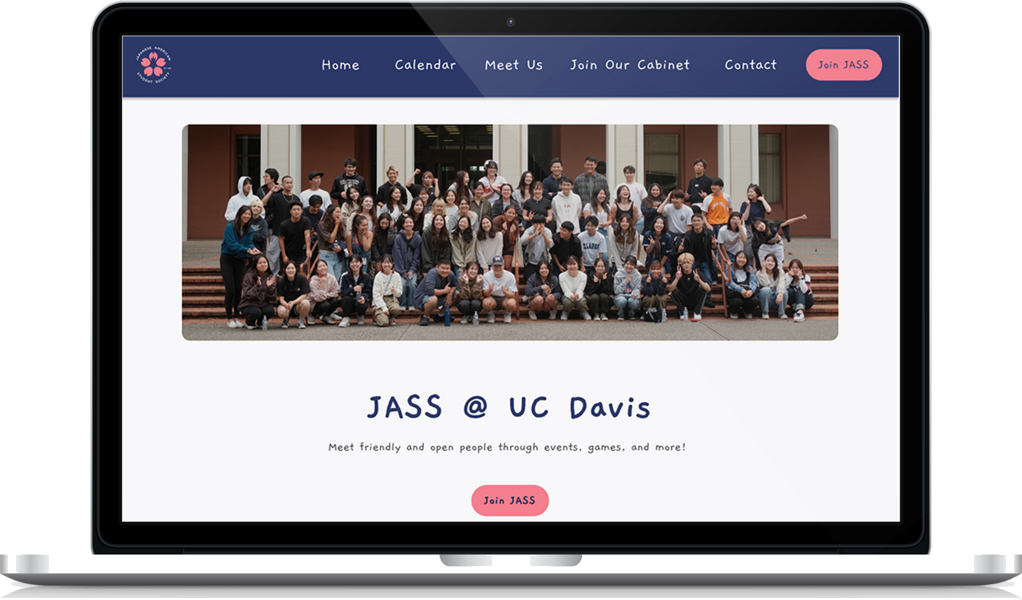 JAPANESE AMERICAN
STUDENT SOCIETY
Home
Calendar
Meet Us
Join Our Cabinet
Contact
Join JASS
JASS @ UC Davis
Meet friendly and open people through events, games, and more!
Join JASS